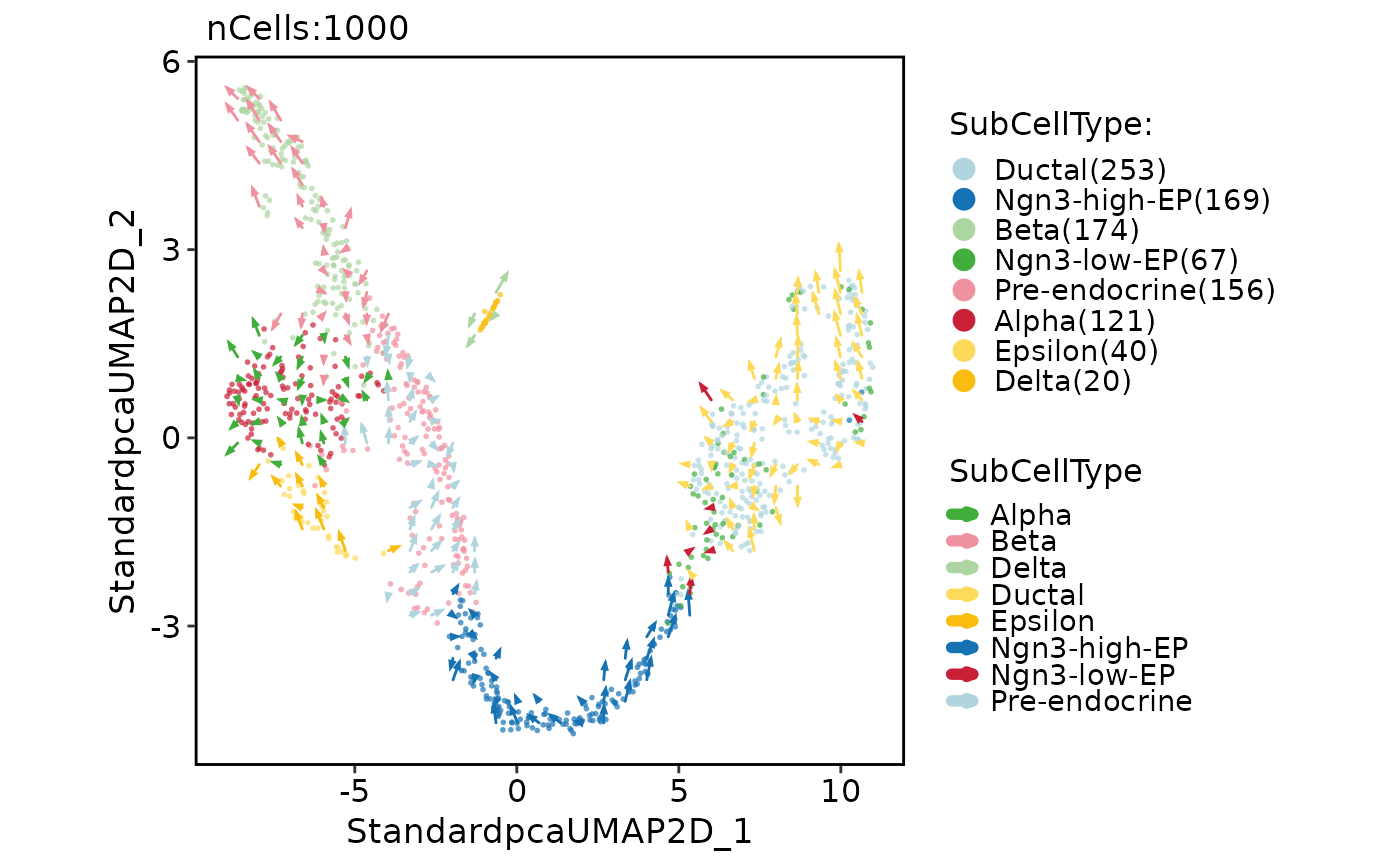 nCells:1000
6
3
0
-3
-5
0
5
10
StandardpcaUMAP2D_1
StandardpcaUMAP2D_2
SubCellType:
Ductal(253)
Ngn3-high-EP(169)
Beta(174)
Ngn3-low-EP(67)
Pre-endocrine(156)
Alpha(121)
Epsilon(40)
Delta(20)
SubCellType
Alpha
Beta
Delta
Ductal
Epsilon
Ngn3-high-EP
Ngn3-low-EP
Pre-endocrine